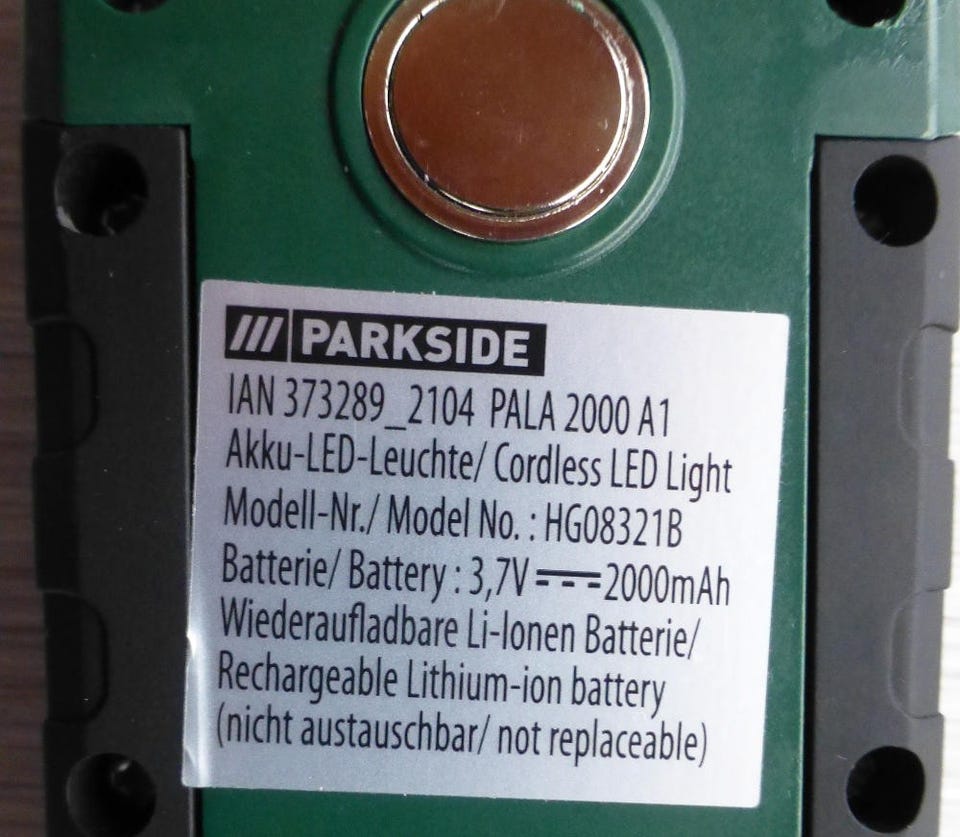 /// PARKSIDE
IAN 373289_2104 PALA 2000 A1
Akku-LED-Leuchte/ Cordless LED Light
Modell-Nr./ Model No. : HG08321B
Batterie/ Battery : 3,7V ⎓ 2000mAh
Wiederaufladbare Li-Ionen Batterie/
Rechargeable Lithium-ion battery
(nicht austauschbar/ not replaceable)